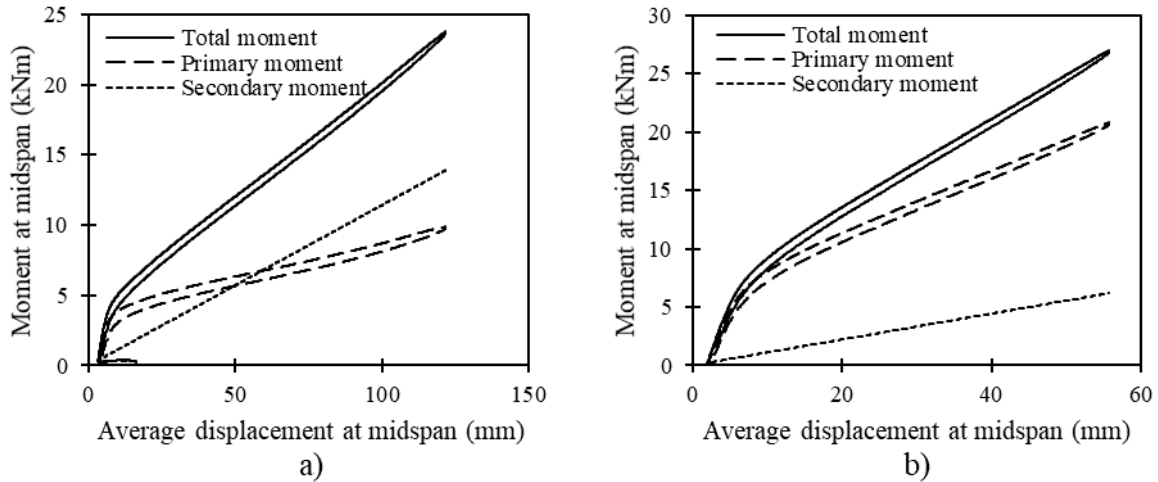 Moment at midspan (kNm)
25
20
15
10
5
0
Total moment
Primary moment
Secondary moment
0 50 100 150
Average displacement at midspan (mm)
a)
Moment at midspan (kNm)
30
25
20
15
10
5
0
Total moment
Primary moment
Secondary moment
0 20 40 60
Average displacement at midspan (mm)
b)